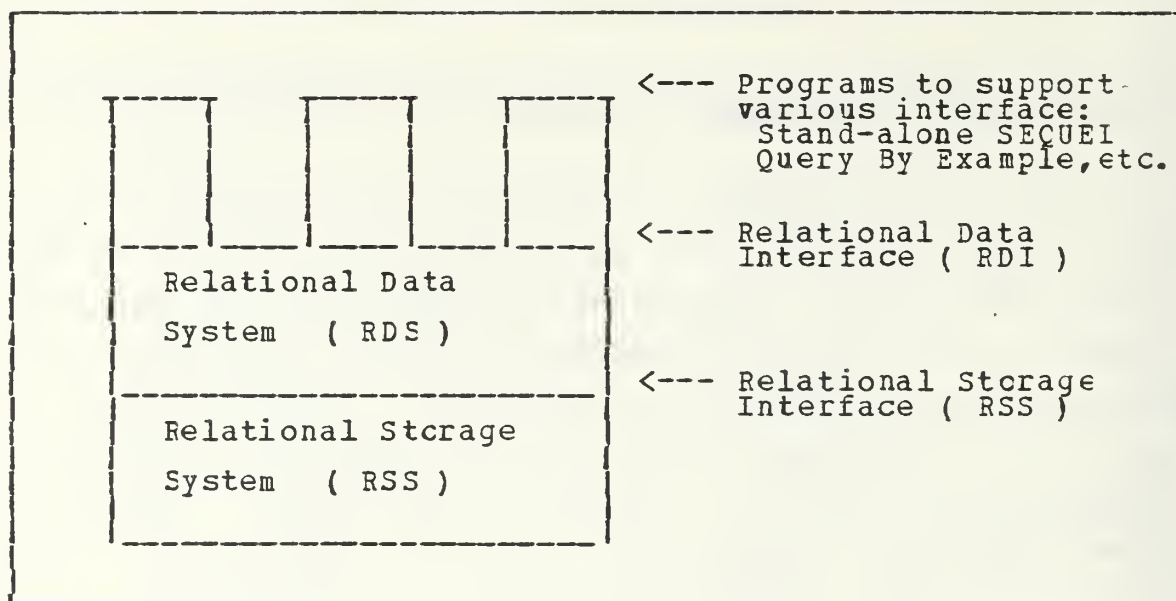 <--- Programs to support
various interface:
Stand-alone SEQUEI
Query By Example,etc.
<--- Relational Data
Interface ( RDI )
Relational Data
System ( RDS )
<--- Relational Storage
Interface ( RSS )
Relational Storage
System ( RSS )